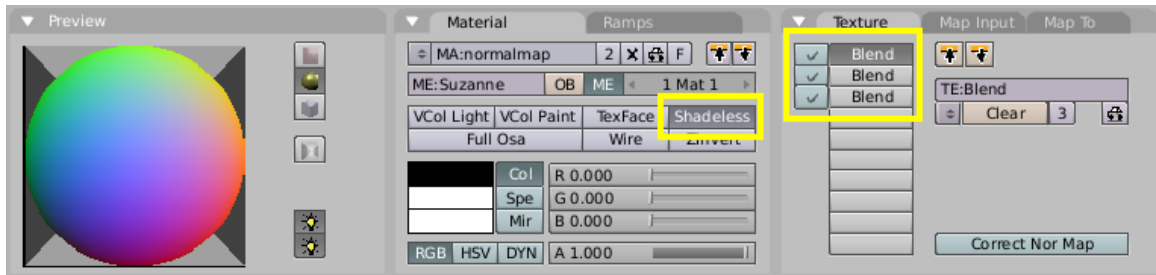 Preview
Material Ramps
MA:normalmap 2 X F
ME:Suzanne OB ME 1 Mat 1
VCol Light VCol Paint TexFace Shadeless
Full Osa Wire ZInvert
Col R 0.000
Spe G 0.000
Mir B 0.000
RGB HSV DYN A 1.000
Texture Map Input Map To
Blend
Blend
Blend
TE:Blend
Clear 3
Correct Nor Map